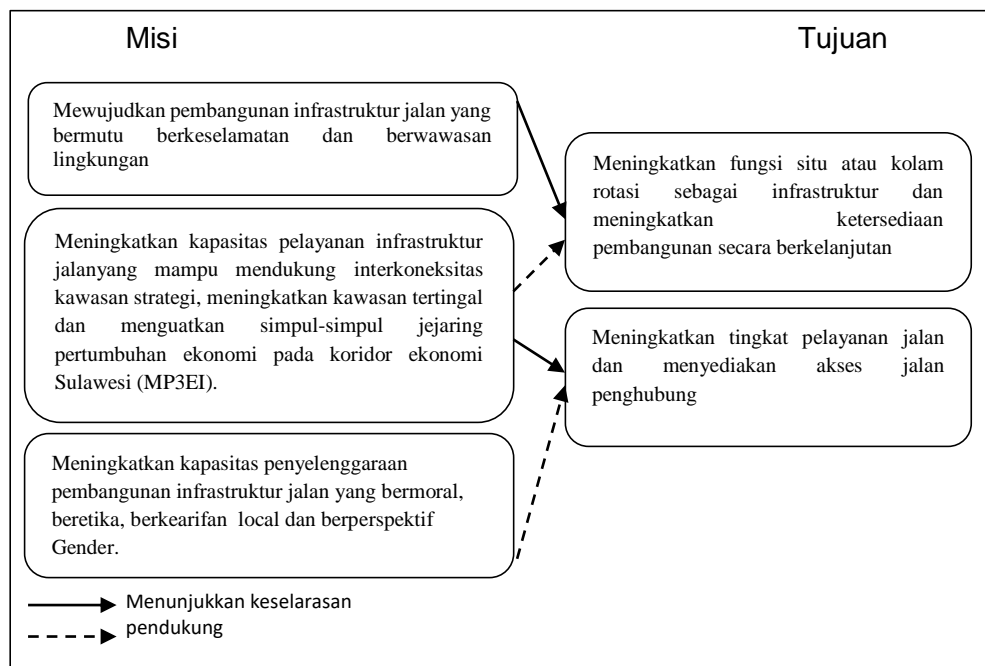 Misi
Tujuan
Mewujudkan pembangunan infrastruktur jalan yang
bermutu berkeselamatan dan berwawasan
lingkungan
Meningkatkan kapasitas pelayanan infrastruktur
jalanyang mampu mendukung interkoneksitas
kawasan strategi, meningkatkan kawasan tertingal
dan menguatkan simpul-simpul jejaring
pertumbuhan ekonomi pada koridor ekonomi
Sulawesi (MP3EI).
Meningkatkan kapasitas penyelenggaraan
pembangunan infrastruktur jalan yang bermoral,
beretika, berkearifan local dan berperspektif
Gender.
Meningkatkan fungsi situ atau kolam
rotasi sebagai infrastruktur dan
meningkatkan ketersediaan
pembangunan secara berkelanjutan
Meningkatkan tingkat pelayanan jalan
dan menyediakan akses jalan
penghubung
Menunjukkan keselarasan
pendukung